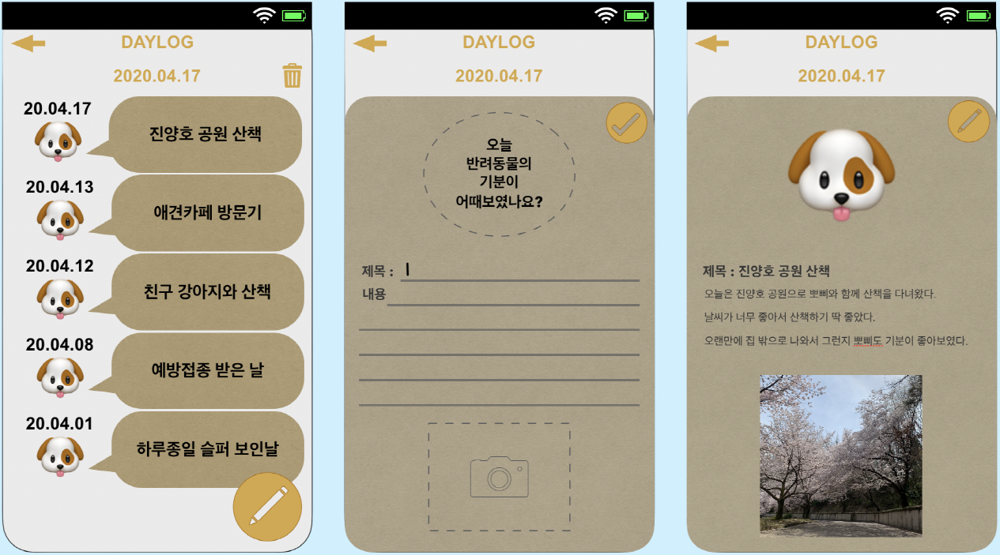 DAYLOG
2020.04.17
20.04.17
진양호 공원 산책
20.04.13
애견카페 방문기
20.04.12
친구 강아지와 산책
20.04.08
예방접종 받은 날
20.04.01
하루종일 슬퍼 보인날
DAYLOG
2020.04.17
오늘
반려동물의
기분이
어때보였나요?
제목 :
내용
DAYLOG
2020.04.17
제목 : 진양호 공원 산책
오늘은 진양호 공원으로 뽀삐와 함께 산책을 다녀왔다.
날씨가 너무 좋아서 산책하기 딱 좋았다.
오랜만에 집 밖으로 나와서 그런지 뽀삐도 기분이 좋아보였다.